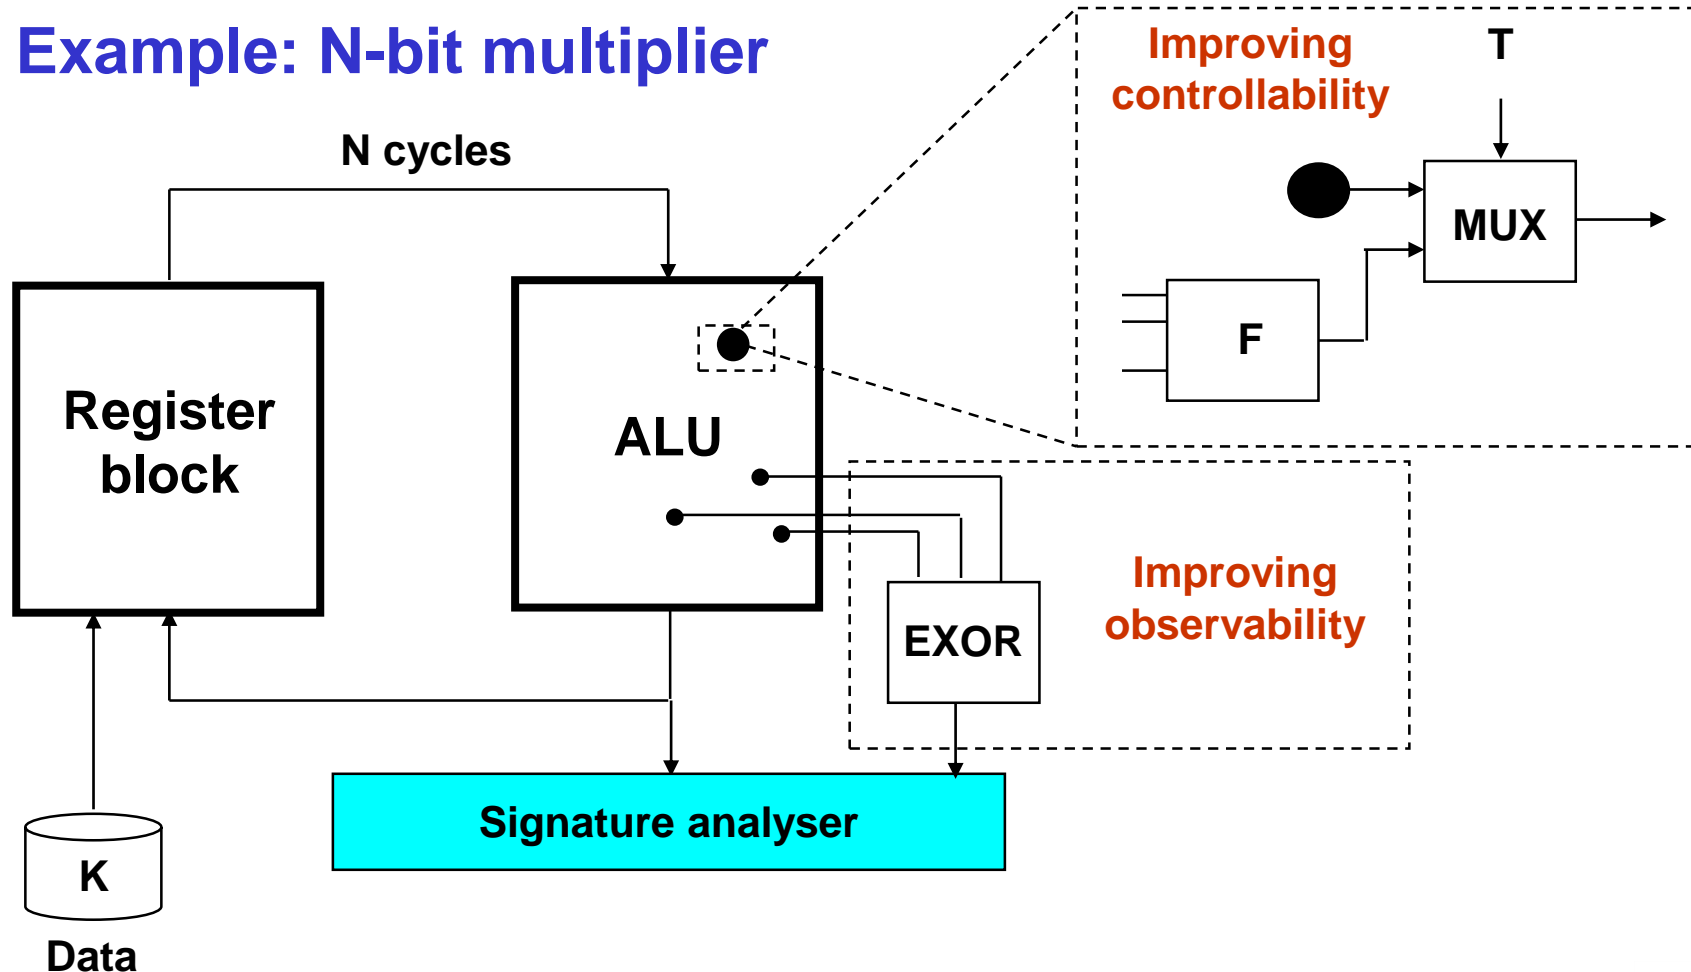 Example: N-bit multiplier
Improving
controllability
T
N cycles
MUX
F
Register
block
ALU
Improving
observability
EXOR
Signature analyser
K
Data